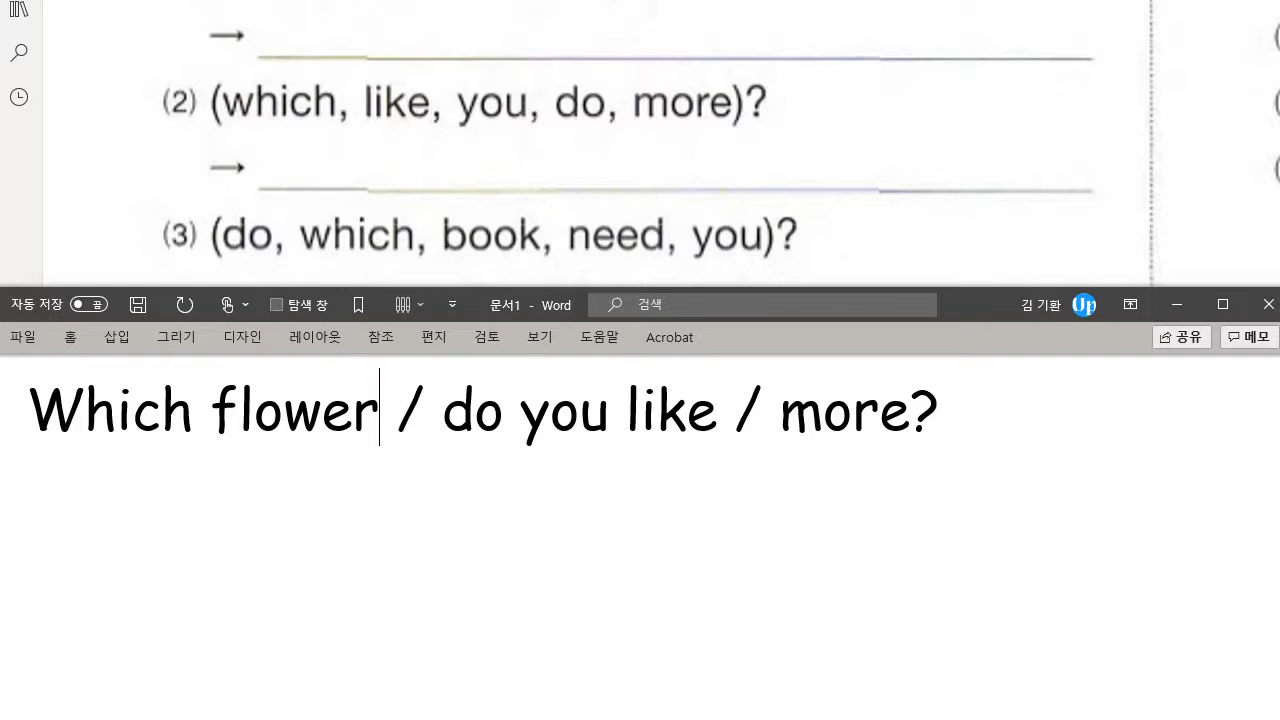 →
(2) (which, like, you, do, more)?
→
(3) (do, which, book, need, you)?
자동 저장 끔 탐색 창 문서1 - Word 검색 김 기환 Up
파일 홈 삽입 그리기 디자인 레이아웃 참조 편지 검토 보기 도움말 Acrobat 공유 메모
Which flower / do you like / more?